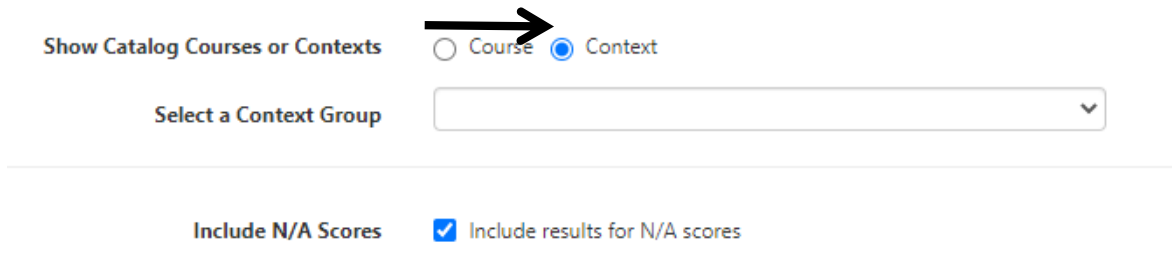 Show Catalog Courses or Contexts Course Context
Select a Context Group
Include N/A Scores Include results for N/A scores